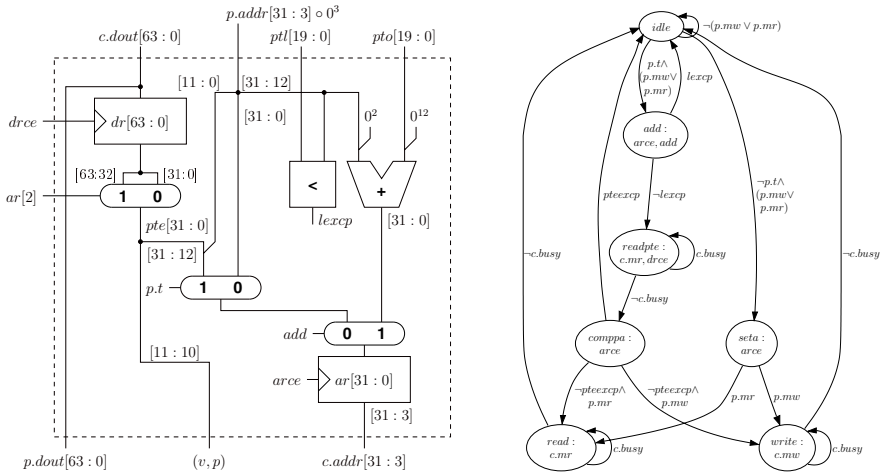 p.addr[31 : 3] ∘ 0³
c.dout[63 : 0]
ptl[19 : 0]
pto[19 : 0]
[11 : 0]
[31 : 12]
[31 : 0]
0²
0¹²
drce
dr[63 : 0]
[63:32]
[31:0]
ar[2]
1 0
<
+
lexcp
[31 : 0]
pte[31 : 0]
[31 : 12]
p.t
1 0
add
0 1
arce
ar[31 : 0]
[11 : 10]
[31 : 3]
p.dout[63 : 0]
(v, p)
c.addr[31 : 3]
idle
¬(p.mw ∨ p.mr)
p.t∧
(p.mw∨
p.mr)
lexcp
add :
arce, add
pteexcp
¬lexcp
¬p.t∧
(p.mw∨
p.mr)
readpte :
c.mr, drce
c.busy
¬c.busy
¬c.busy
¬c.busy
comppa :
arce
seta :
arce
¬pteexcp∧
p.mr
¬pteexcp∧
p.mw
p.mr
p.mw
read :
c.mr
c.busy
write :
c.mw
c.busy